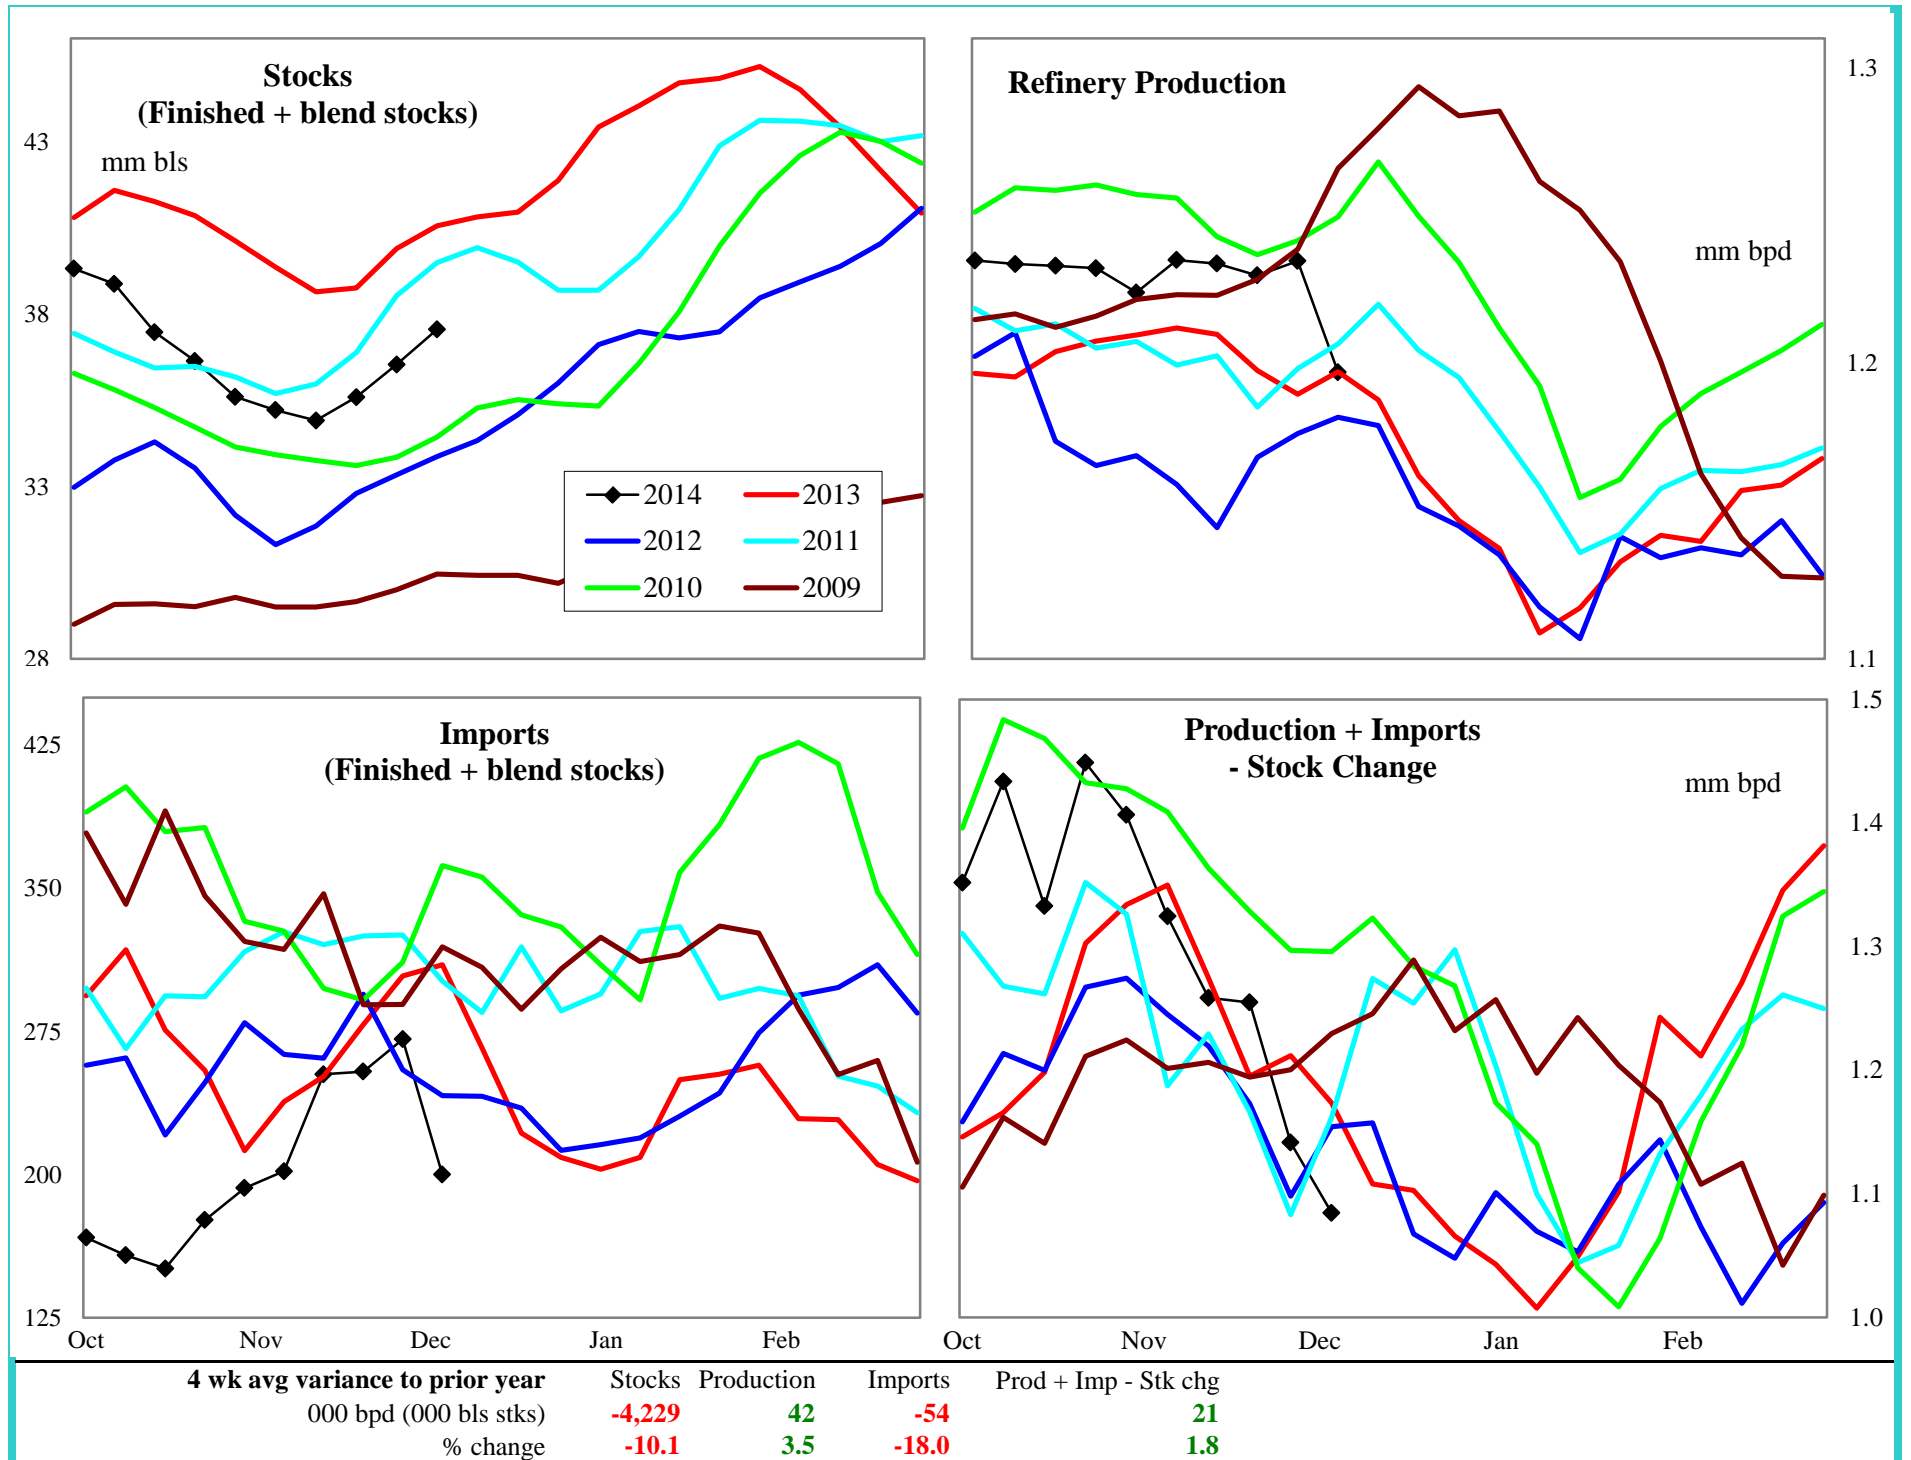 Stocks
(Finished + blend stocks)
mm bls
43
38
33
28
2014
2013
2012
2011
2010
2009
Refinery Production
mm bpd
1.3
1.2
1.1
Imports
(Finished + blend stocks)
425
350
275
200
125
Oct Nov Dec Jan Feb
Production + Imports
- Stock Change
mm bpd
1.5
1.4
1.3
1.2
1.1
1.0
Oct Nov Dec Jan Feb
4 wk avg variance to prior year Stocks Production Imports Prod + Imp - Stk chg
000 bpd (000 bls stks) -4,229 42 -54 21
% change -10.1 3.5 -18.0 1.8